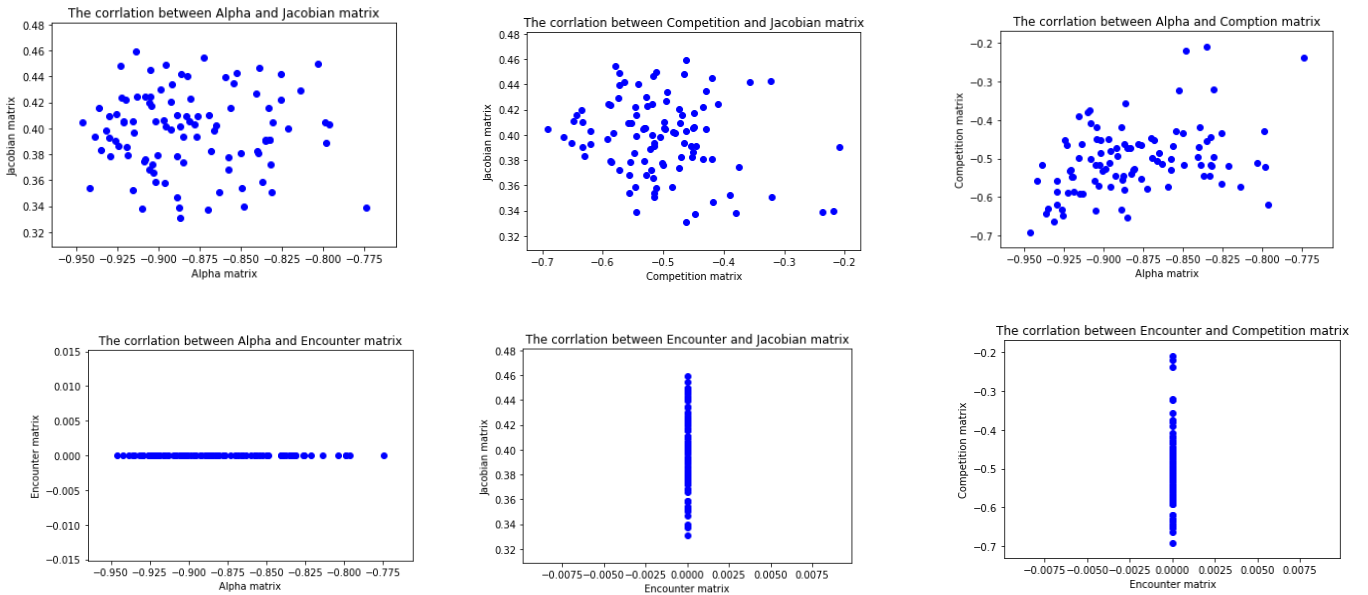 The corrlation between Alpha and Jacobian matrix
0.48
0.46
0.44
0.42
0.40
0.38
0.36
0.34
0.32
Jacobian matrix
−0.950 −0.925 −0.900 −0.875 −0.850 −0.825 −0.800 −0.775
Alpha matrix
The corrlation between Competition and Jacobian matrix
0.48
0.46
0.44
0.42
0.40
0.38
0.36
0.34
0.32
Jacobian matrix
−0.7 −0.6 −0.5 −0.4 −0.3 −0.2
Competition matrix
The corrlation between Alpha and Comption matrix
−0.2
−0.3
−0.4
−0.5
−0.6
−0.7
Competition matrix
−0.950 −0.925 −0.900 −0.875 −0.850 −0.825 −0.800 −0.775
Alpha matrix
The corrlation between Alpha and Encounter matrix
0.015
0.010
0.005
0.000
−0.005
−0.010
−0.015
Encounter matrix
−0.950 −0.925 −0.900 −0.875 −0.850 −0.825 −0.800 −0.775
Alpha matrix
The corrlation between Encounter and Jacobian matrix
0.48
0.46
0.44
0.42
0.40
0.38
0.36
0.34
0.32
Jacobian matrix
−0.0075 −0.0050 −0.0025 0.0000 0.0025 0.0050 0.0075
Encounter matrix
The corrlation between Encounter and Competition matrix
−0.2
−0.3
−0.4
−0.5
−0.6
−0.7
Competition matrix
−0.0075 −0.0050 −0.0025 0.0000 0.0025 0.0050 0.0075
Encounter matrix